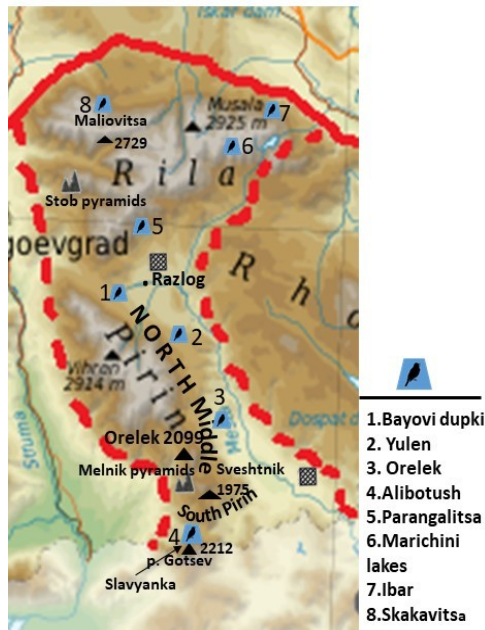 Iskar dam
8
Maliovitsa
2729
Musala
2925 m
7
6
Rila
Stob pyramids
5
goevgrad
Razlog
1
2
NORTH Middle
Pirin
Vihren
2914 m
Rho
3
Dospat d
Struma
Mes
Orelek 2099
Melnik pyramids
Sveshtnik
1975
South Pirin
4
2212
p. Gotsev
Slavyanka
1.Bayovi dupki
2. Yulen
3. Orelek
4.Alibotush
5.Parangalitsa
6.Marichini
lakes
7.Ibar
8.Skakavitsa